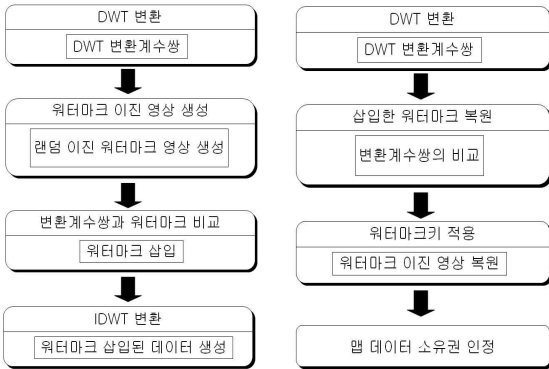 DWT 변환
DWT 변환계수쌍
워터마크 이진 영상 생성
랜덤 이진 워터마크 영상 생성
변환계수쌍과 워터마크 비교
워터마크 삽입
IDWT 변환
워터마크 삽입된 데이터 생성
DWT 변환
DWT 변환계수쌍
삽입한 워터마크 복원
변환계수쌍의 비교
워터마크키 적용
워터마크 이진 영상 복원
맵 데이터 소유권 인정